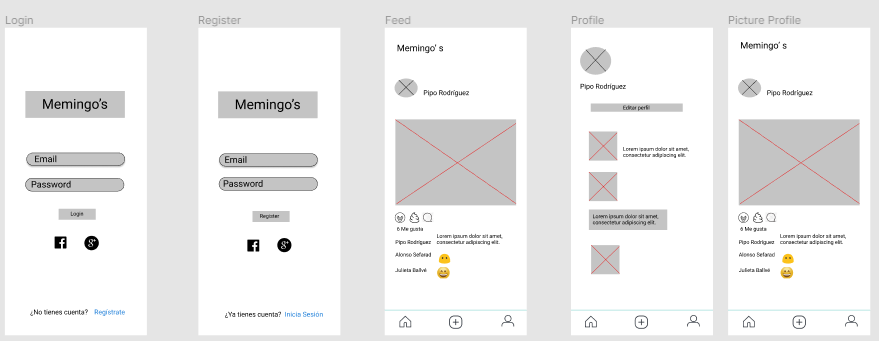 Login
Memingo's
Email
Password
Login
g+
¿No tienes cuenta? Regístrate
Register
Memingo's
Email
Password
Register
g+
¿Ya tienes cuenta? Inicia Sesión
Feed
Memingo' s
Pipo Rodríguez
6 Me gusta
Pipo Rodríguez Lorem ipsum dolor sit amet,
consectetur adipiscing elit.
Alonso Sefarad
Julieta Ballvé
Profile
Pipo Rodríguez
Editar perfil
Lorem ipsum dolor sit amet,
consectetur adipiscing elit.
Lorem ipsum dolor sit amet,
consectetur adipiscing elit.
Picture Profile
Memingo' s
Pipo Rodríguez
6 Me gusta
Pipo Rodríguez Lorem ipsum dolor sit amet,
consectetur adipiscing elit.
Alonso Sefarad
Julieta Ballvé